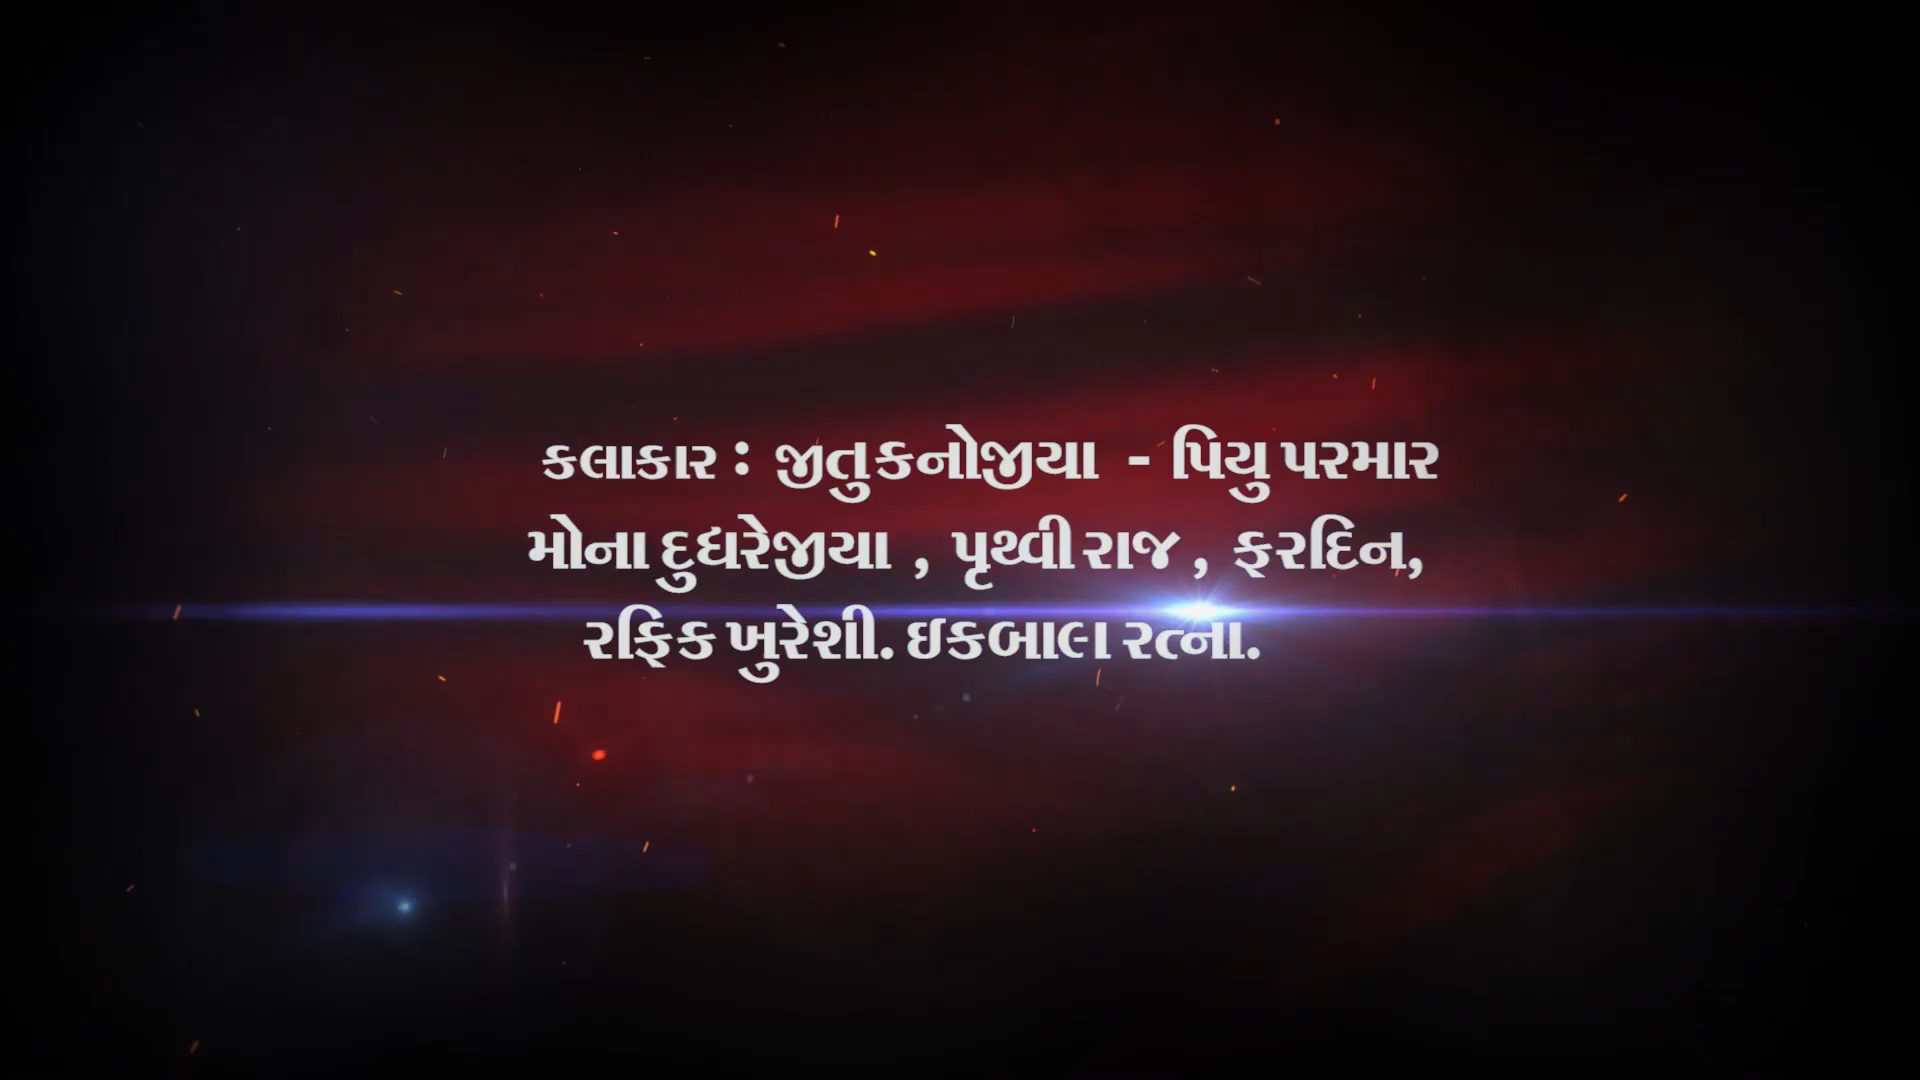 કલાકાર : જીતુ કનોજીયા - પિયુ પરમાર
મોના દુધરેજીયા , પૃથ્વી રાજ , ફરદિન,
રફિક ખુરેશી. ઇકબાલ રત્ના.